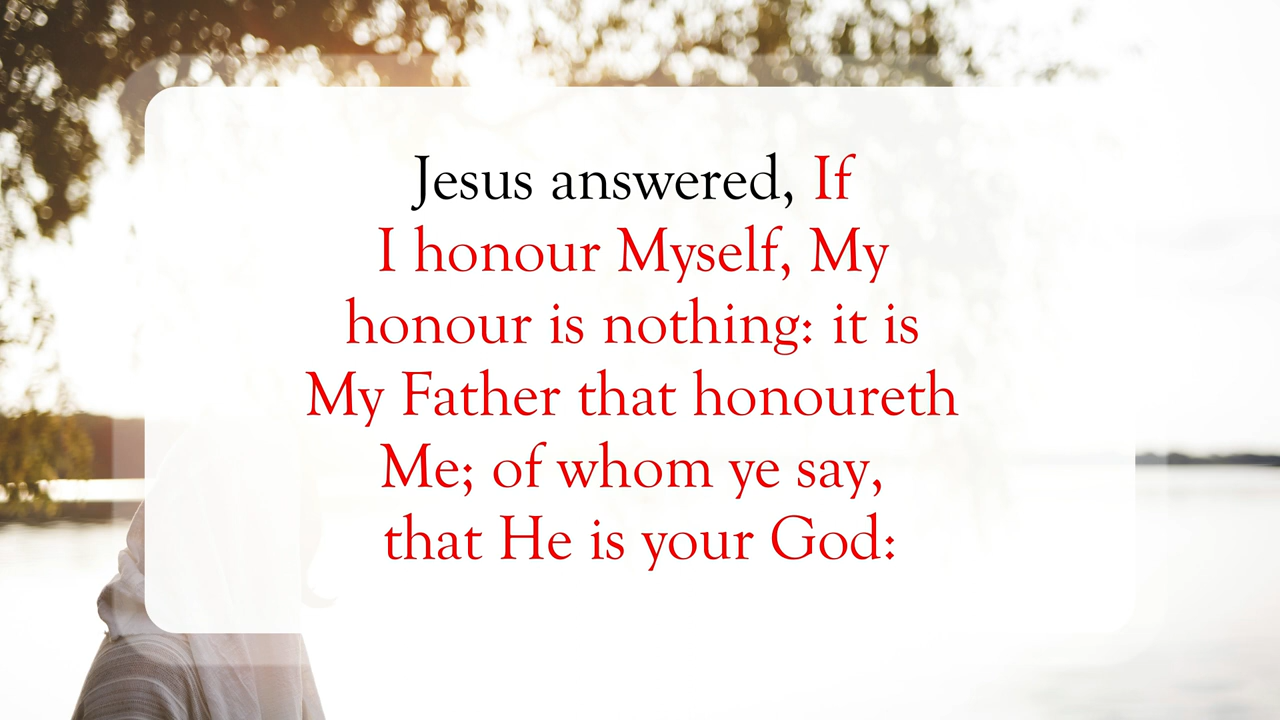 Jesus answered, If
I honour Myself, My
honour is nothing: it is
My Father that honoureth
Me; of whom ye say,
that He is your God: